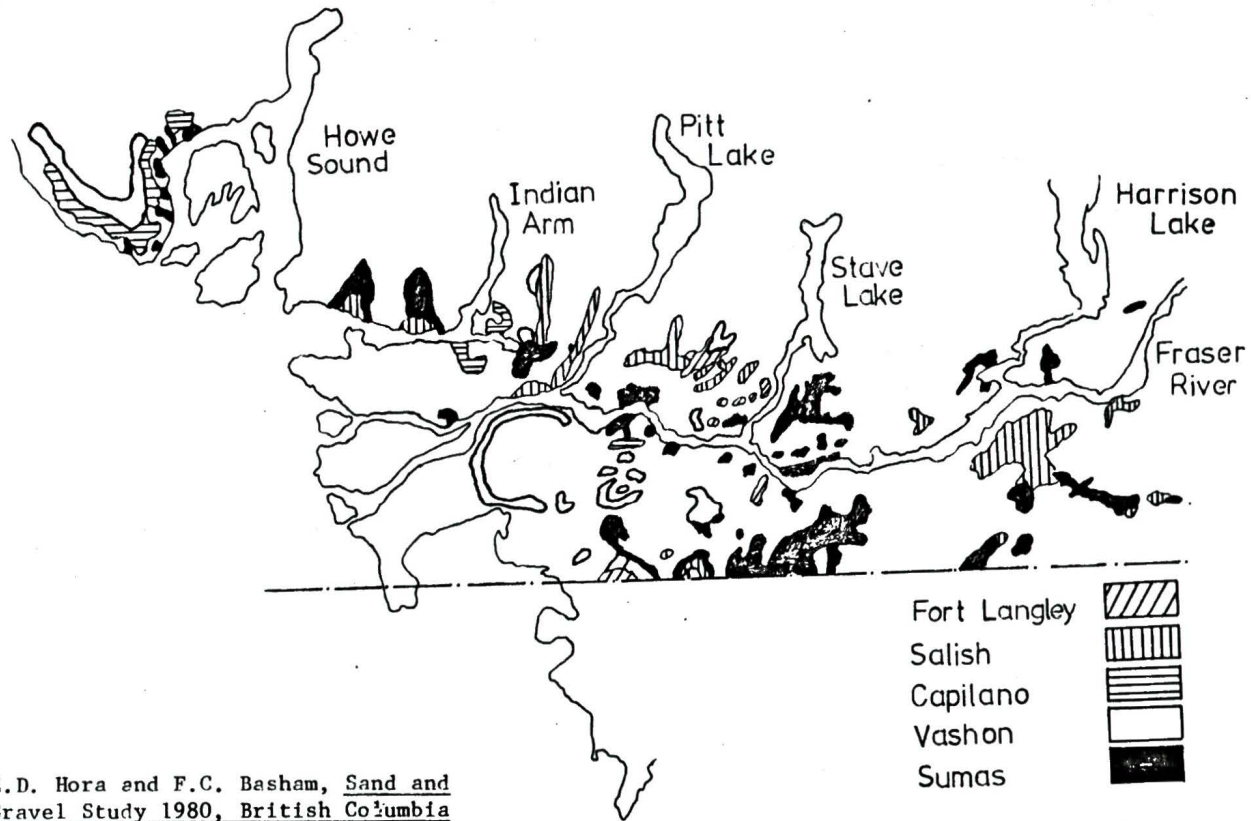 Howe
Sound
Indian
Arm
Pitt
Lake
Stave
Lake
Harrison
Lake
Fraser
River
Fort Langley
Salish
Capilano
Vashon
Sumas
.D. Hora and F.C. Basham, Sand and
ravel Study 1980, British Columbia